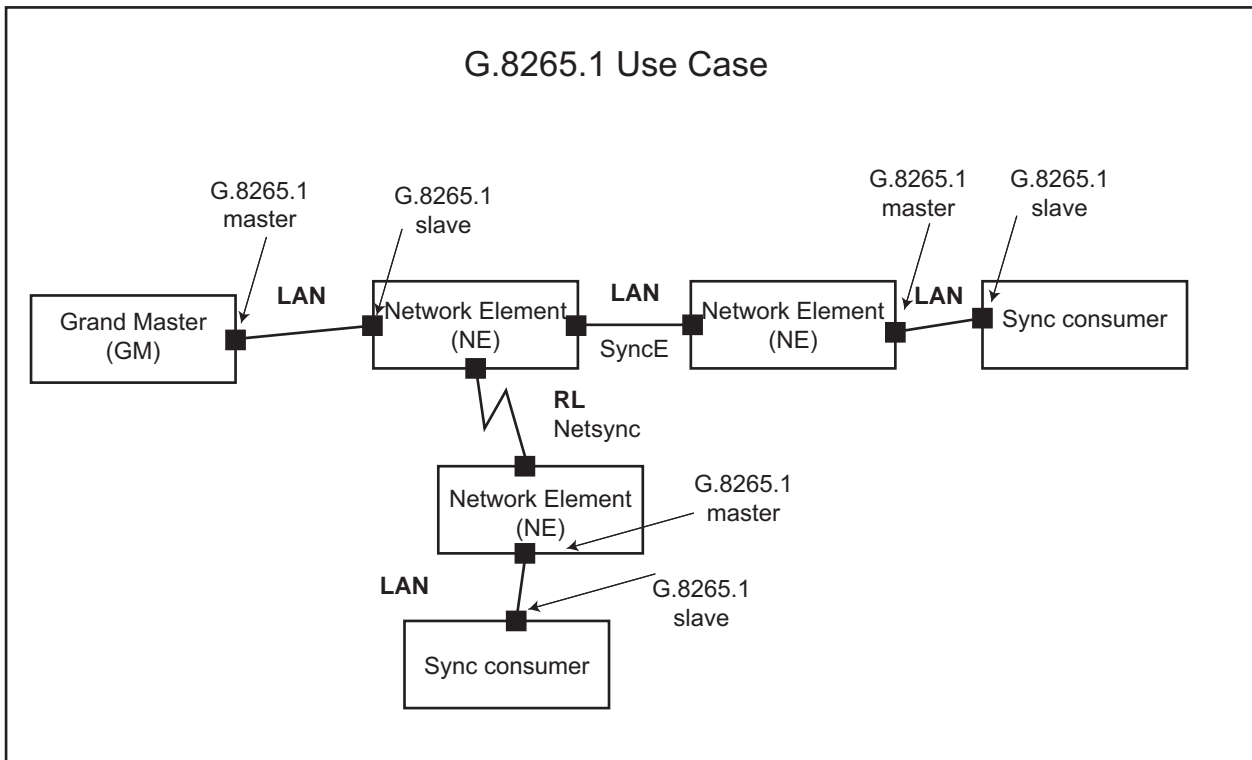 G.8265.1 Use Case
G.8265.1
master
G.8265.1
slave
G.8265.1
master
G.8265.1
slave
LAN
LAN
LAN
Grand Master
(GM)
Network Element
(NE)
SyncE
Network Element
(NE)
Sync consumer
RL
Netsync
Network Element
(NE)
G.8265.1
master
LAN
G.8265.1
slave
Sync consumer